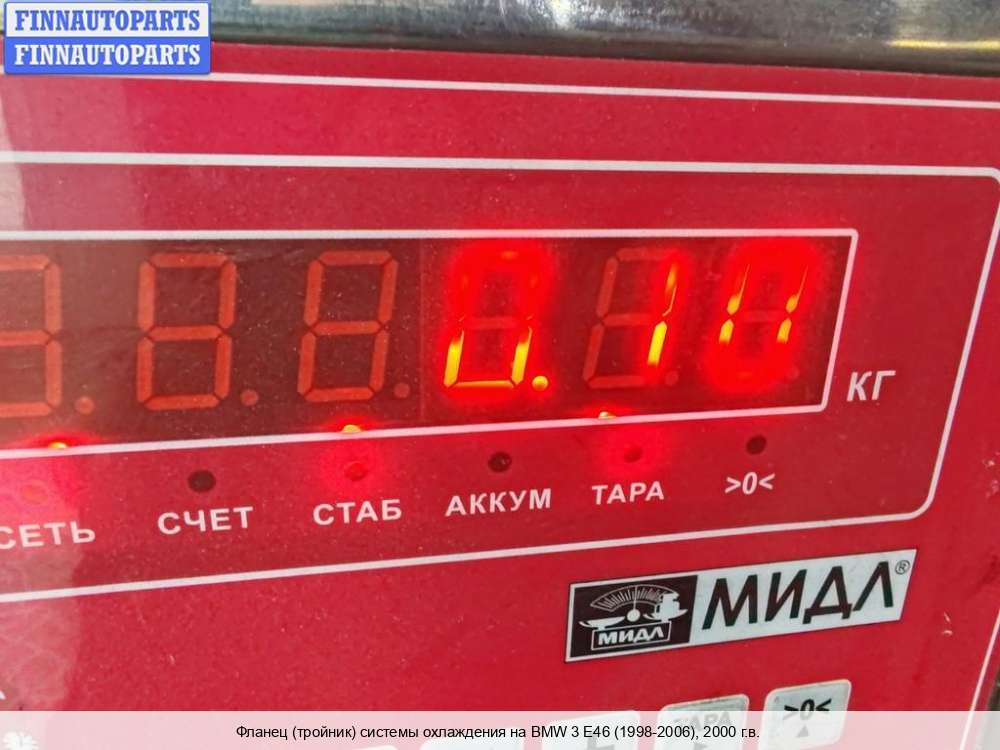 FINNAUTOPARTS
FINNAUTOPARTS
КГ
СЕТЬ СЧЕТ СТАБ АККУМ ТАРА >0<
МИДЛ МИДЛ®
ТАРА >0<
Фланец (тройник) системы охлаждения на BMW 3 E46 (1998-2006), 2000 г.в.